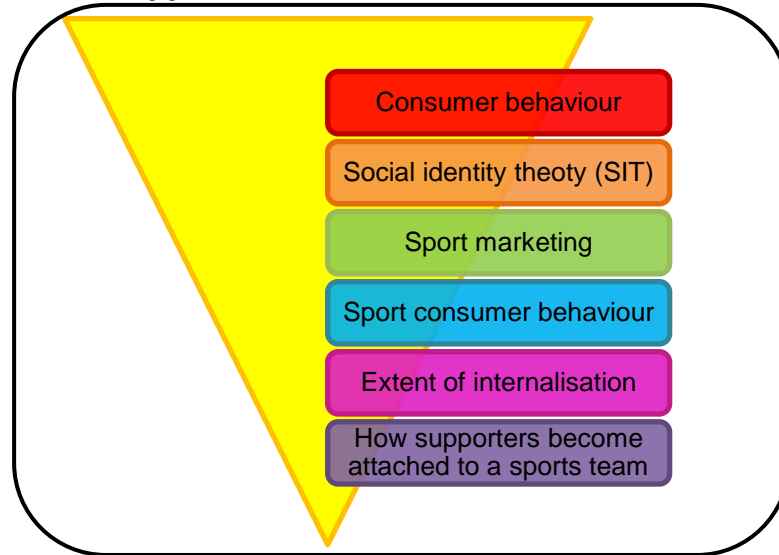 Consumer behaviour
Social identity theoty (SIT)
Sport marketing
Sport consumer behaviour
Extent of internalisation
How supporters become
attached to a sports team